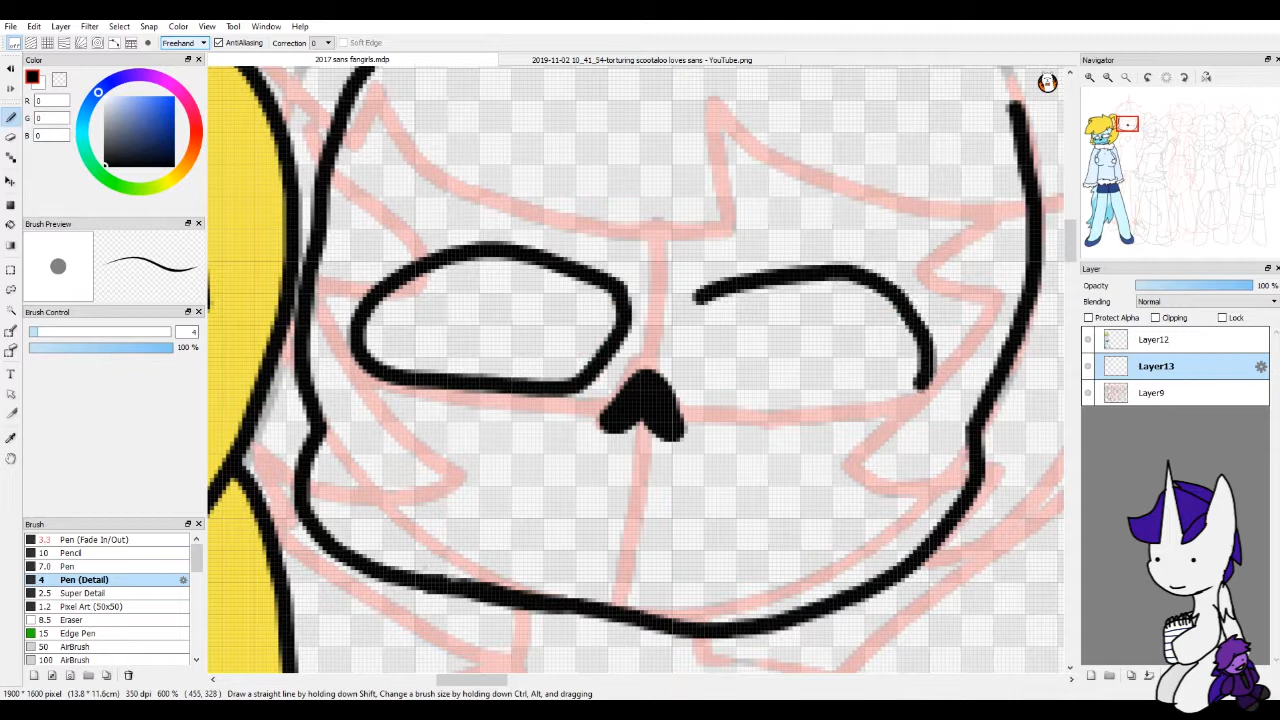 File Edit Layer Filter Select Snap Color View Tool Window Help
off Freehand AntiAliasing Correction 0 Soft Edge
Color 2017 sans fangirls.mdp 2019-11-02 10_41_54-torturing scootaloo loves sans - YouTube.png Navigator
R 0
G 0
B 0
Brush Preview
Layer
Opacity 100 %
Blending Normal
Brush Control
Protect Alpha Clipping Lock
4
100 %
Layer12
Layer13
Layer9
Brush
3.3 Pen (Fade In/Out)
10 Pencil
7.0 Pen
4 Pen (Detail)
2.5 Super Detail
1.2 Pixel Art (50x50)
8.5 Eraser
15 Edge Pen
50 AirBrush
100 AirBrush
1900 * 1600 pixel (13.8 * 11.6cm) 350 dpi 600 % ( 455, 328 ) Draw a straight line by holding down Shift, Change a brush size by holding down Ctrl, Alt, and dragging